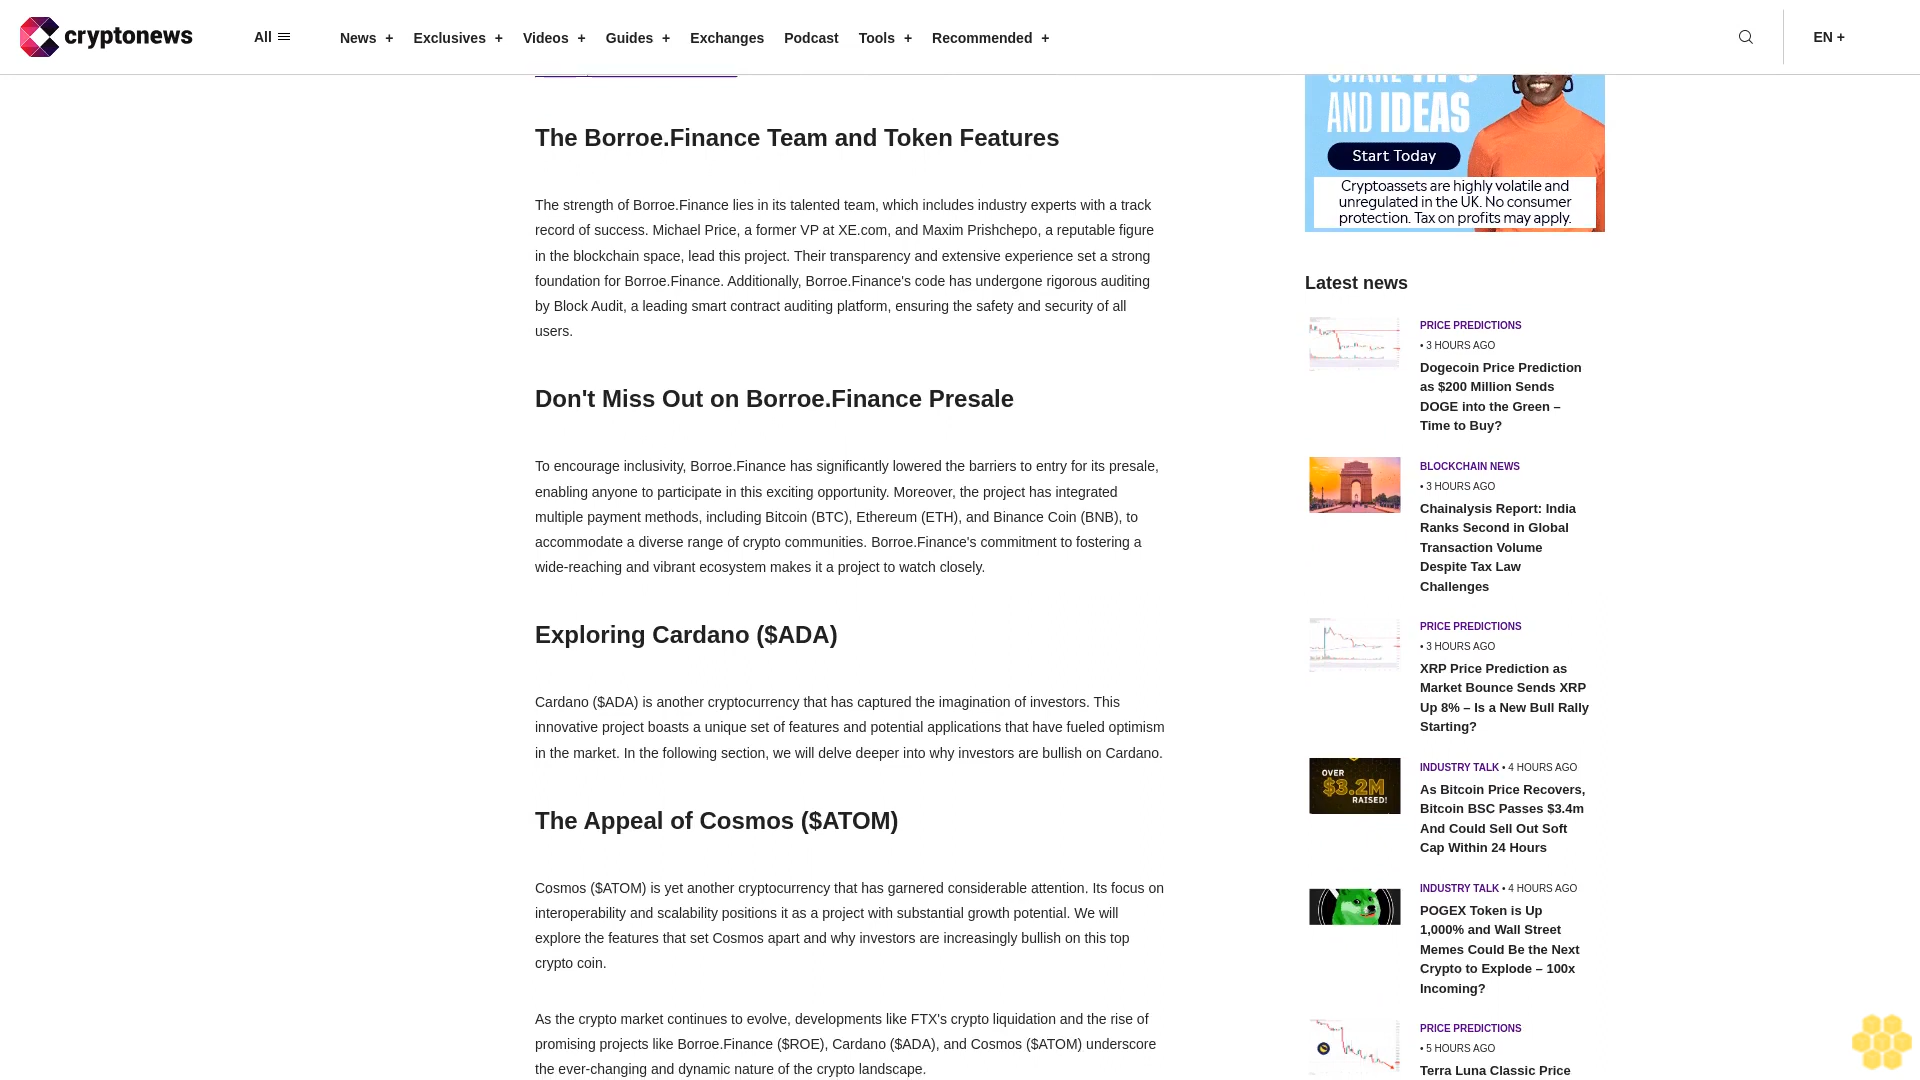 cryptonews
All
News +
Exclusives +
Videos +
Guides +
Exchanges
Podcast
Tools +
Recommended +
EN +
The Borroe.Finance Team and Token Features
The strength of Borroe.Finance lies in its talented team, which includes industry experts with a track
record of success. Michael Price, a former VP at XE.com, and Maxim Prishchepo, a reputable figure
in the blockchain space, lead this project. Their transparency and extensive experience set a strong
foundation for Borroe.Finance. Additionally, Borroe.Finance's code has undergone rigorous auditing
by Block Audit, a leading smart contract auditing platform, ensuring the safety and security of all
users.
Don't Miss Out on Borroe.Finance Presale
To encourage inclusivity, Borroe.Finance has significantly lowered the barriers to entry for its presale,
enabling anyone to participate in this exciting opportunity. Moreover, the project has integrated
multiple payment methods, including Bitcoin (BTC), Ethereum (ETH), and Binance Coin (BNB), to
accommodate a diverse range of crypto communities. Borroe.Finance's commitment to fostering a
wide-reaching and vibrant ecosystem makes it a project to watch closely.
Exploring Cardano ($ADA)
Cardano ($ADA) is another cryptocurrency that has captured the imagination of investors. This
innovative project boasts a unique set of features and potential applications that have fueled optimism
in the market. In the following section, we will delve deeper into why investors are bullish on Cardano.
The Appeal of Cosmos ($ATOM)
Cosmos ($ATOM) is yet another cryptocurrency that has garnered considerable attention. Its focus on
interoperability and scalability positions it as a project with substantial growth potential. We will
explore the features that set Cosmos apart and why investors are increasingly bullish on this top
crypto coin.
As the crypto market continues to evolve, developments like FTX's crypto liquidation and the rise of
promising projects like Borroe.Finance ($ROE), Cardano ($ADA), and Cosmos ($ATOM) underscore
the ever-changing and dynamic nature of the crypto landscape.
AND IDEAS
Start Today
Cryptoassets are highly volatile and
unregulated in the UK. No consumer
protection. Tax on profits may apply.
Latest news
PRICE PREDICTIONS
• 3 HOURS AGO
Dogecoin Price Prediction
as $200 Million Sends
DOGE into the Green –
Time to Buy?
BLOCKCHAIN NEWS
• 3 HOURS AGO
Chainalysis Report: India
Ranks Second in Global
Transaction Volume
Despite Tax Law
Challenges
PRICE PREDICTIONS
• 3 HOURS AGO
XRP Price Prediction as
Market Bounce Sends XRP
Up 8% – Is a New Bull Rally
Starting?
OVER
$3.2M
RAISED!
INDUSTRY TALK • 4 HOURS AGO
As Bitcoin Price Recovers,
Bitcoin BSC Passes $3.4m
And Could Sell Out Soft
Cap Within 24 Hours
INDUSTRY TALK • 4 HOURS AGO
POGEX Token is Up
1,000% and Wall Street
Memes Could Be the Next
Crypto to Explode – 100x
Incoming?
PRICE PREDICTIONS
• 5 HOURS AGO
Terra Luna Classic Price